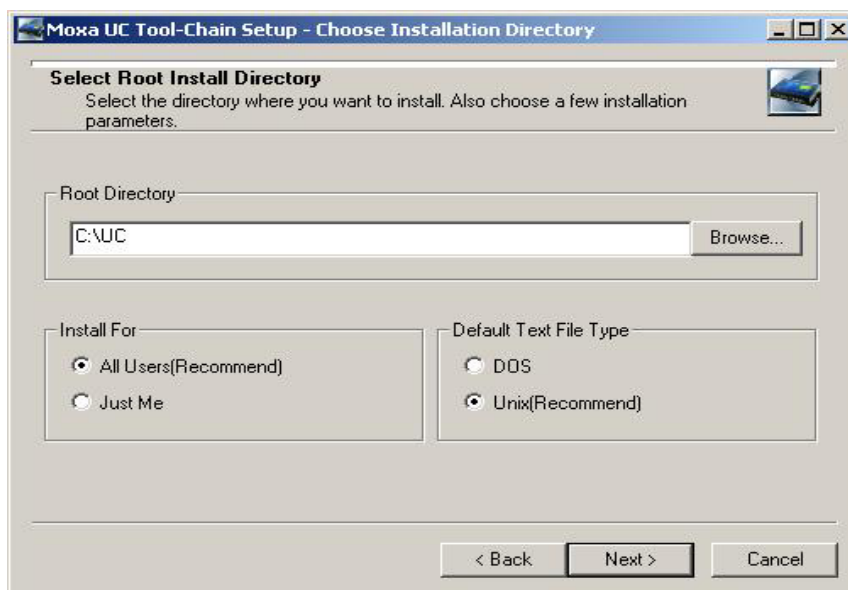 Moxa UC Tool-Chain Setup - Choose Installation Directory
Select Root Install Directory
Select the directory where you want to install. Also choose a few installation
parameters.
Root Directory
C:\UC
Browse...
Install For
All Users(Recommend)
Just Me
Default Text File Type
DOS
Unix(Recommend)
< Back
Next >
Cancel